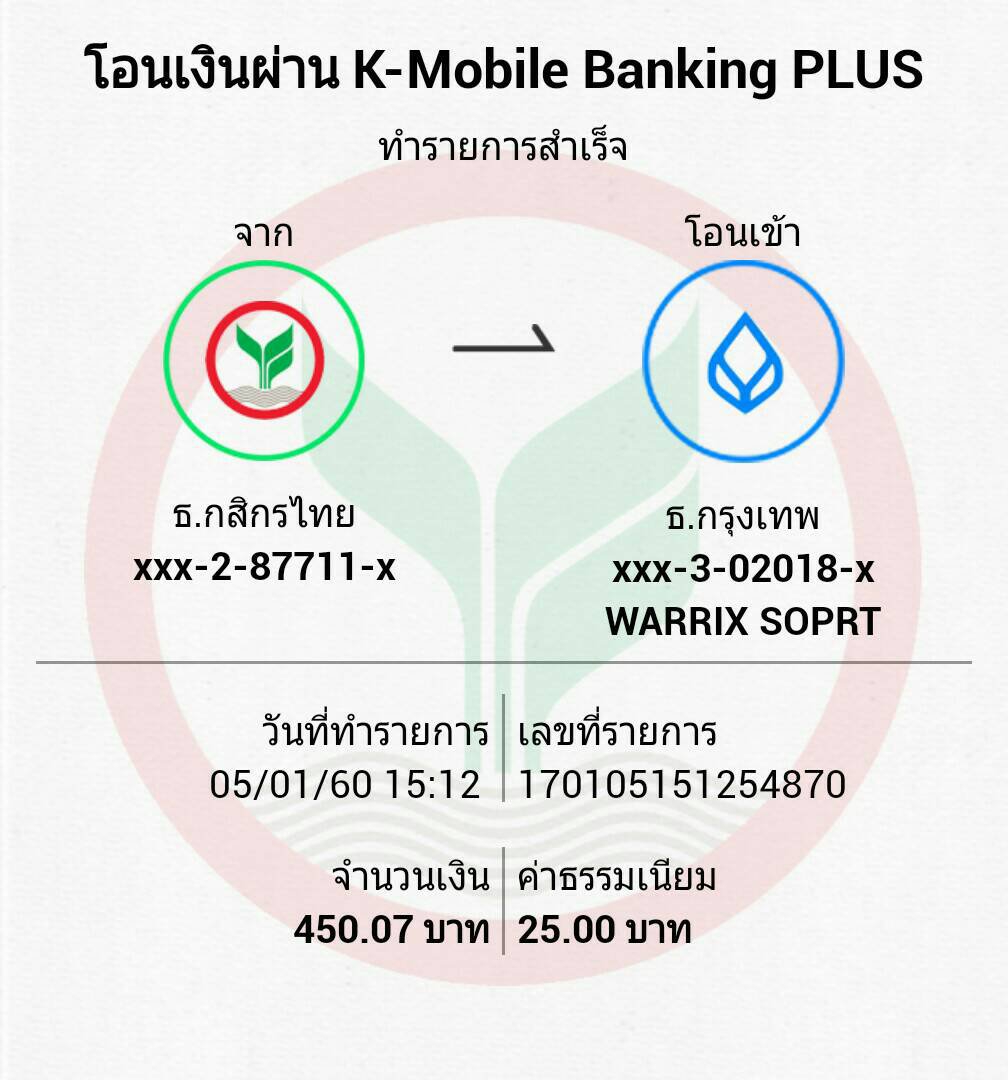 โอนเงินผ่าน K-Mobile Banking PLUS
ทำรายการสำเร็จ
จาก
โอนเข้า
ธ.กสิกรไทย
xxx-2-87711-x
ธ.กรุงเทพ
xxx-3-02018-x
WARRIX SOPRT
วันที่ทำรายการ
05/01/60 15:12
เลขที่รายการ
170105151254870
จำนวนเงิน
450.07 บาท
ค่าธรรมเนียม
25.00 บาท